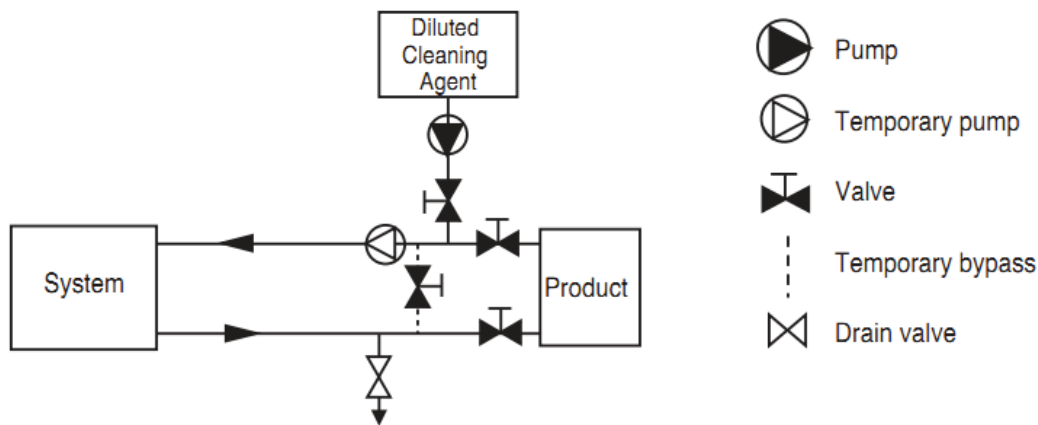 Diluted
Cleaning
Agent
System
Product
Pump
Temporary pump
Valve
Temporary bypass
Drain valve